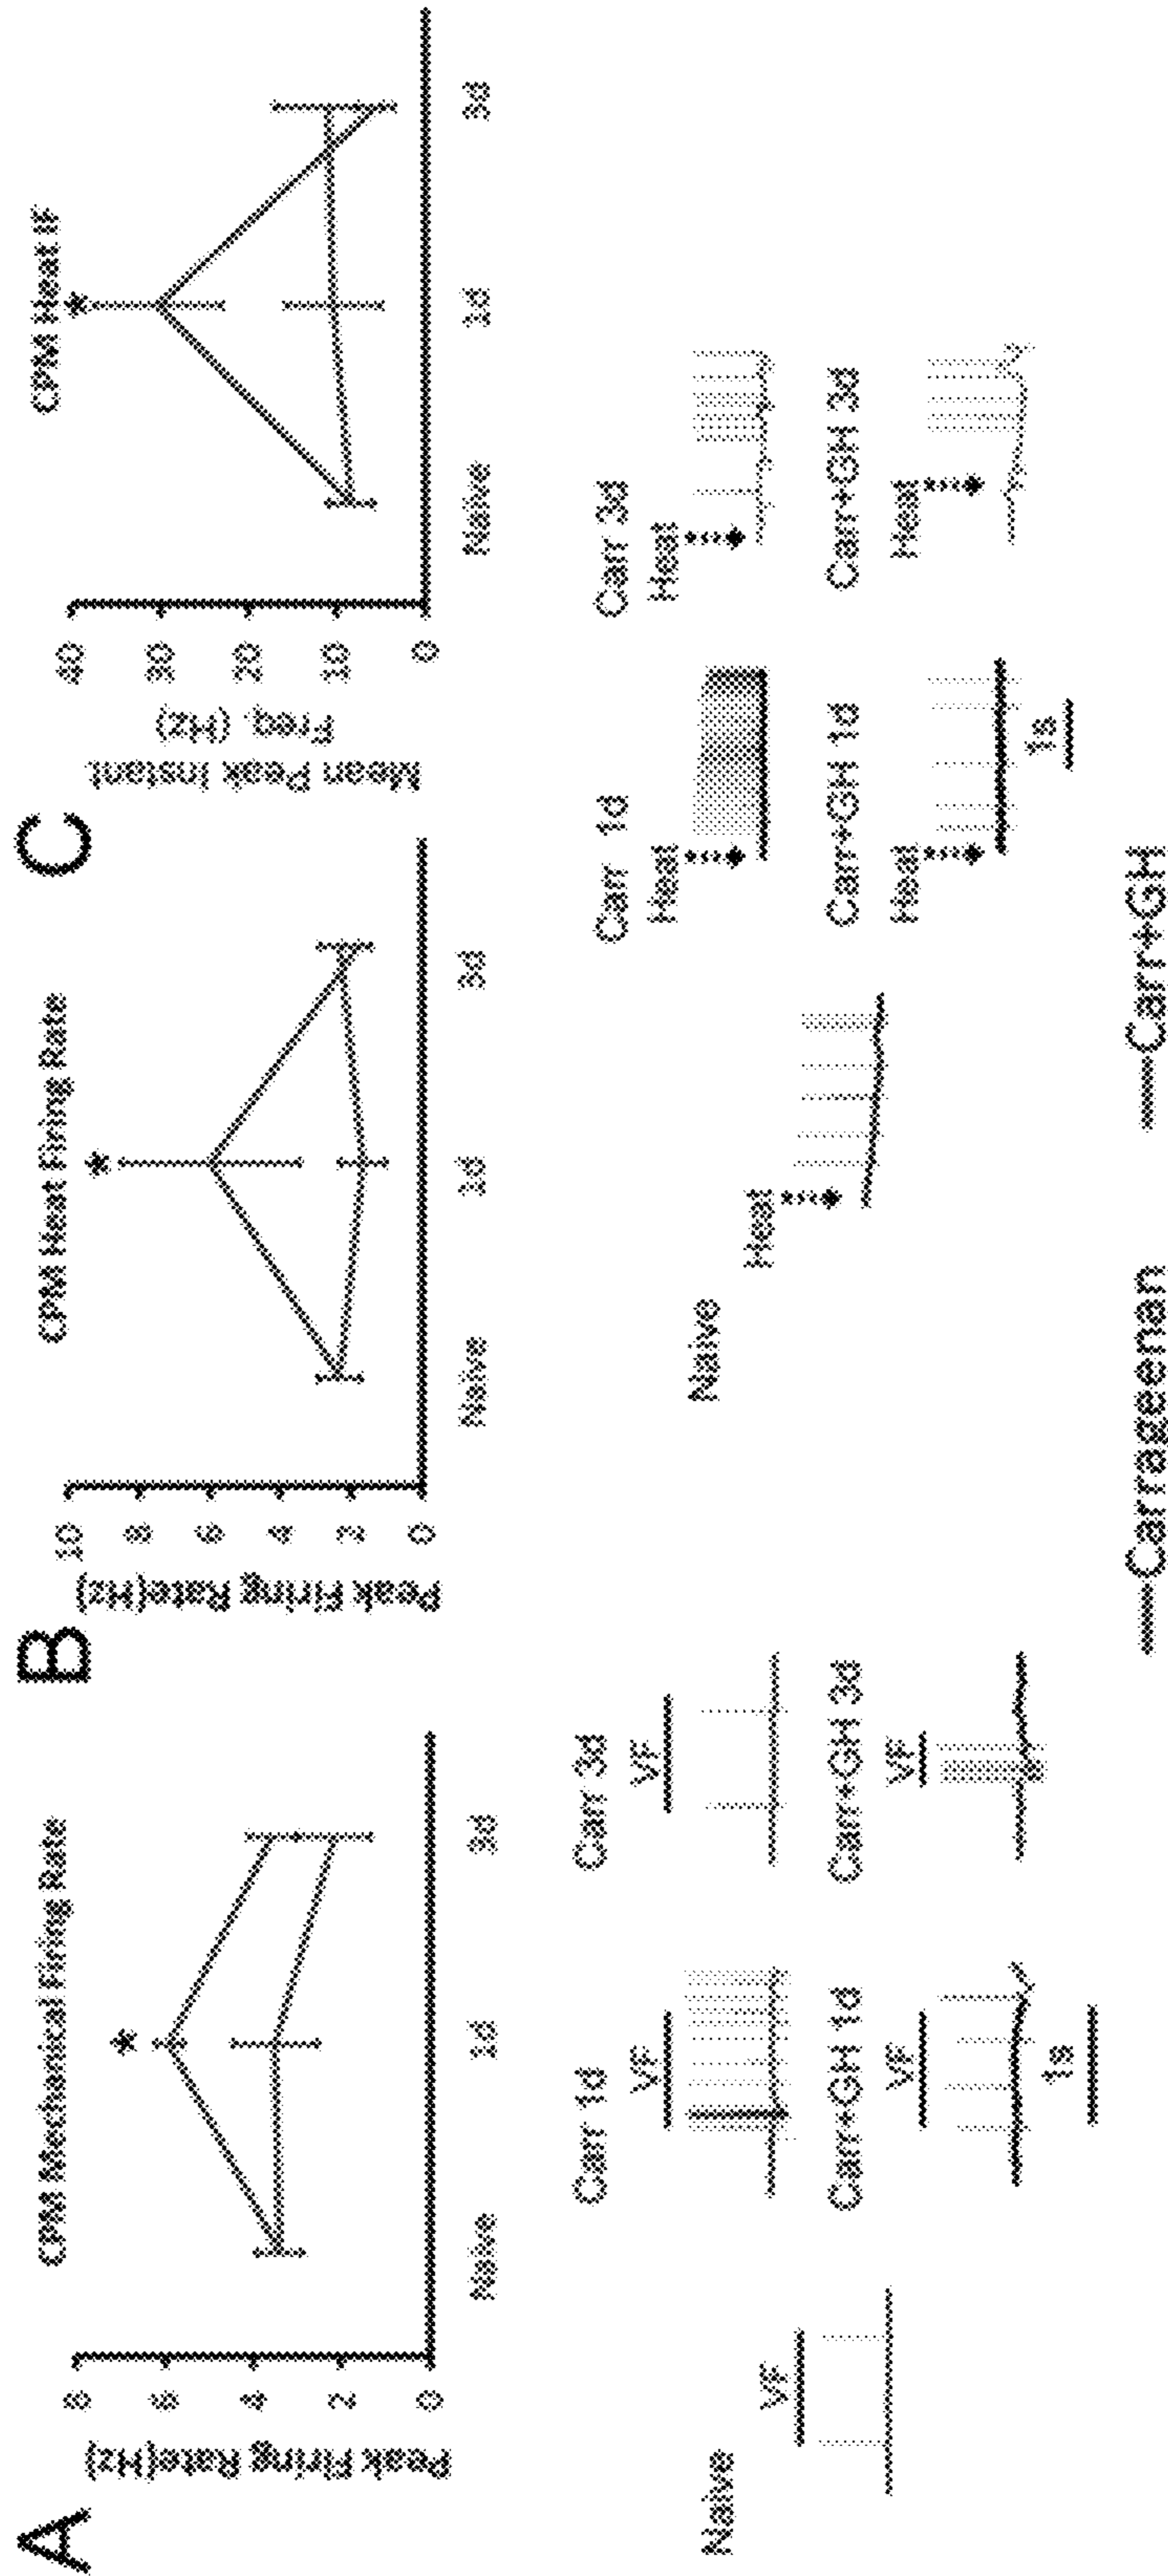 A
CPM Mechanical Firing Rate
Peak Firing Rate(Hz)
8
6
4
2
0
Naive
1d
3d
*
B
CPM Heat Firing Rate
Peak Firing Rate(Hz)
10
8
6
4
2
0
Naive
1d
3d
*
C
CPM Heat IF
Mean Peak Instant.
Freq. (Hz)
40
30
20
10
0
Naive
1d
3d
*
Naive
VF
Carr 1d
VF
Carr 3d
VF
Carr+GH 1d
VF
1s
Carr+GH 3d
VF
Naive
Heat
Carr 1d
Heat
Carr 3d
Heat
Carr+GH 1d
Heat
1s
Carr+GH 3d
Heat
Carrageenan
Carr+GH